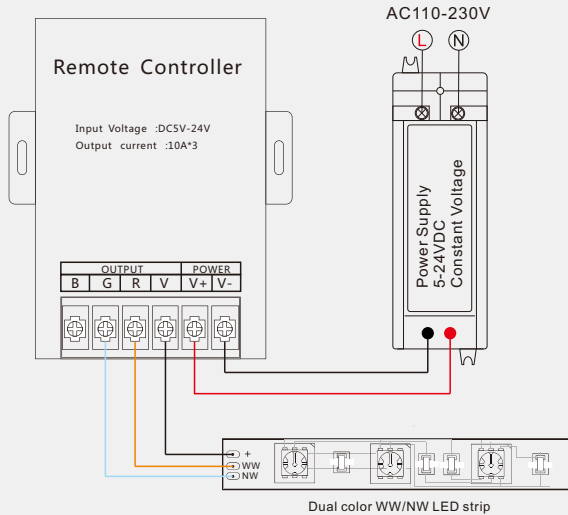 AC110-230V
L N
Remote Controller
Input Voltage :DC5V-24V
Output current :10A*3
Power Supply
5-24VDC
Constant Voltage
OUTPUT POWER
B G R V V+ V-
+
WW
NW
Dual color WW/NW LED strip